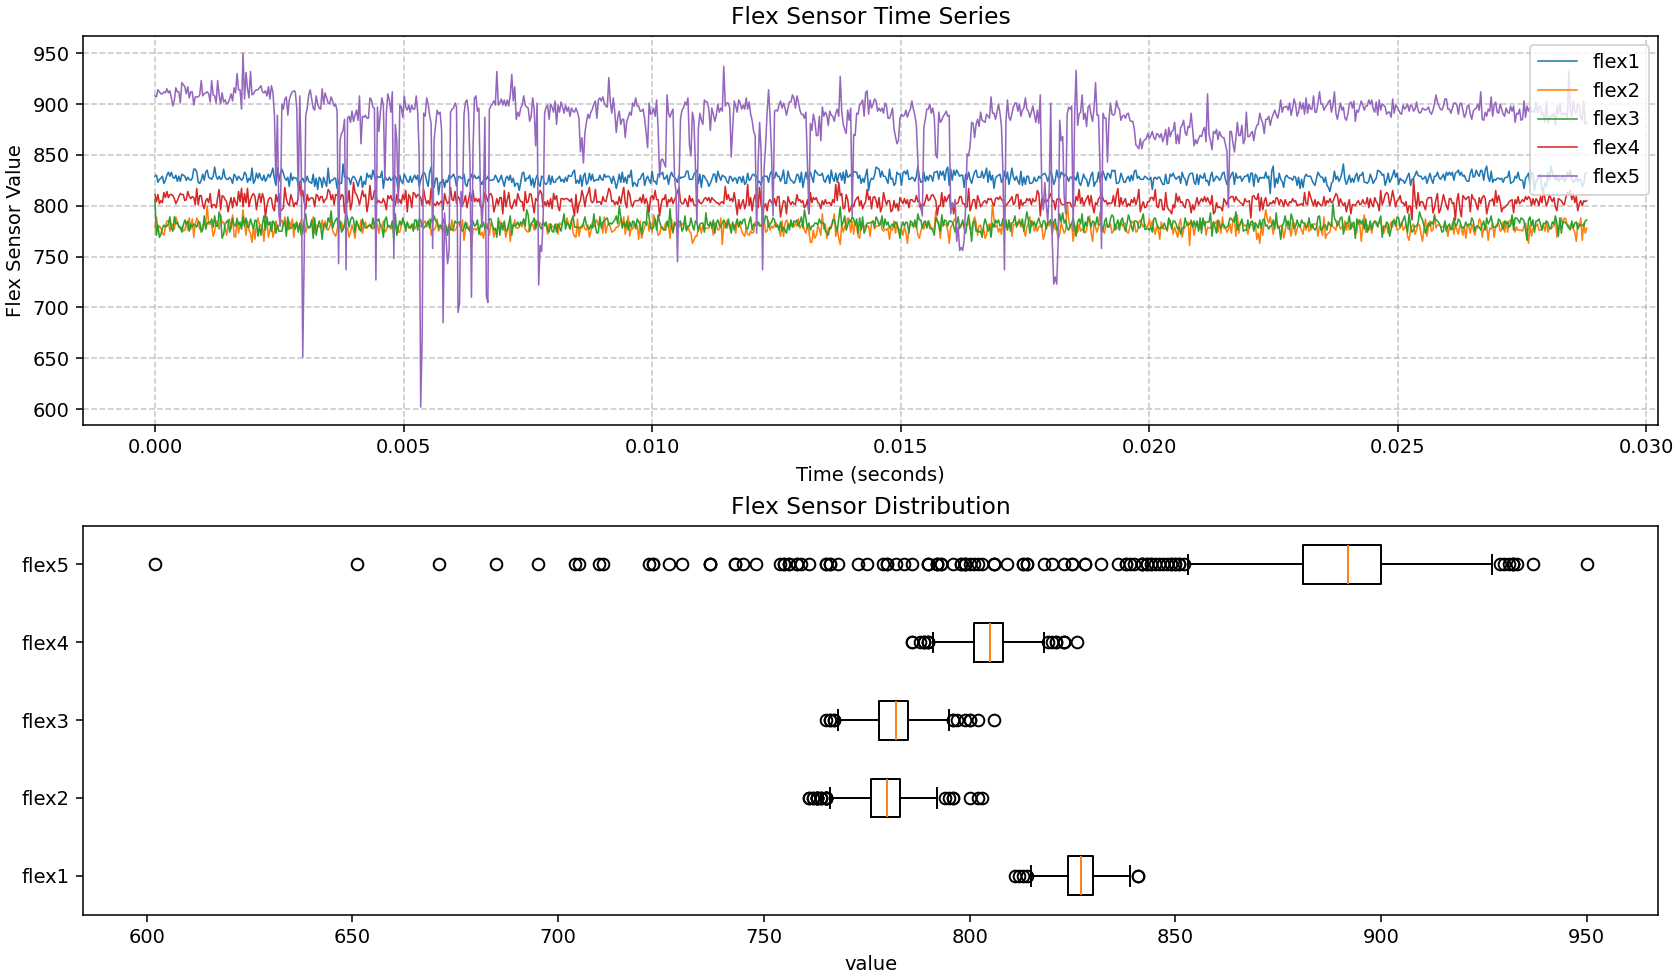 Flex Sensor Time Series
Flex Sensor Value
950
900
850
800
750
700
650
600
flex1
flex2
flex3
flex4
flex5
0.000 0.005 0.010 0.015 0.020 0.025 0.030
Time (seconds)
Flex Sensor Distribution
flex5
flex4
flex3
flex2
flex1
600 650 700 750 800 850 900 950
value